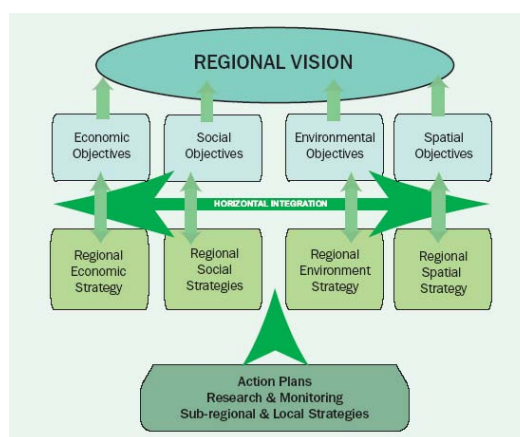 REGIONAL VISION
Economic
Objectives
Social
Objectives
Environmental
Objectives
Spatial
Objectives
HORIZONTAL INTEGRATION
Regional
Economic
Strategy
Regional
Social
Strategies
Regional
Environment
Strategy
Regional
Spatial
Strategy
Action Plans
Research & Monitoring
Sub-regional & Local Strategies